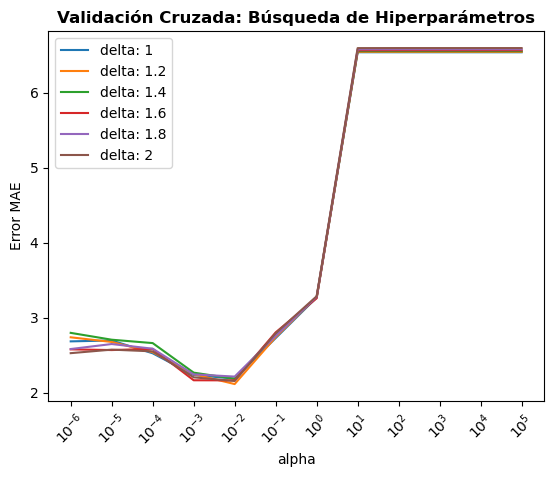 Validación Cruzada: Búsqueda de Hiperparámetros
delta: 1
delta: 1.2
delta: 1.4
delta: 1.6
delta: 1.8
delta: 2
Error MAE
6
5
4
3
2
10⁻⁶ 10⁻⁵ 10⁻⁴ 10⁻³ 10⁻² 10⁻¹ 10⁰ 10¹ 10² 10³ 10⁴ 10⁵
alpha